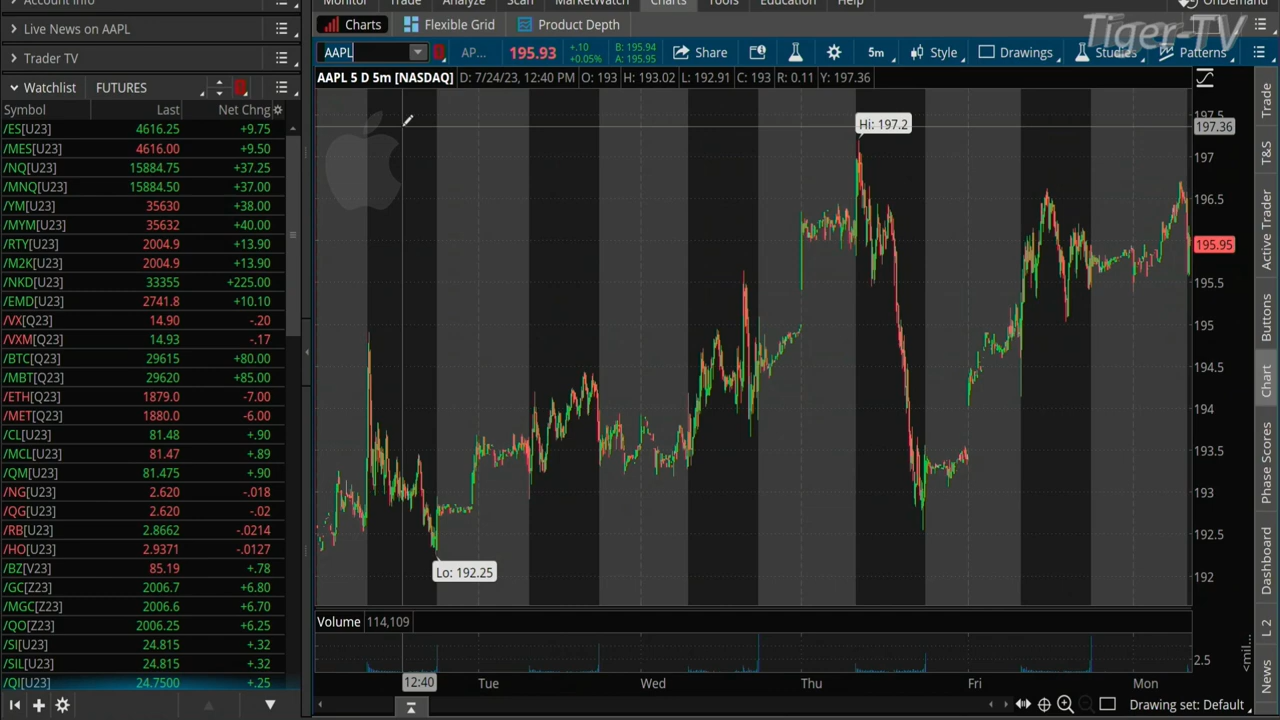 Account Info
Monitor Trade Analyze Scan MarketWatch Charts Tools Education Help
OnDemand
Tiger-TV
Live News on AAPL
Charts Flexible Grid Product Depth
Trader TV
AAPL AP... 195.93 +.10 +0.05% B: 195.94 A: 195.95 Share 5m Style Drawings Studies Patterns
Watchlist FUTURES
AAPL 5 D 5m [NASDAQ] D: 7/24/23, 12:40 PM O: 193 H: 193.02 L: 192.91 C: 193 R: 0.11 Y: 197.36
Symbol Last Net Chng
/ES[U23] 4616.25 +9.75
/MES[U23] 4616.00 +9.50
/NQ[U23] 15884.75 +37.25
/MNQ[U23] 15884.50 +37.00
/YM[U23] 35630 +38.00
/MYM[U23] 35632 +40.00
/RTY[U23] 2004.9 +13.90
/M2K[U23] 2004.9 +13.90
/NKD[U23] 33355 +225.00
/EMD[U23] 2741.8 +10.10
/VX[Q23] 14.90 -.20
/VXM[Q23] 14.93 -.17
/BTC[Q23] 29615 +80.00
/MBT[Q23] 29620 +85.00
/ETH[Q23] 1879.0 -7.00
/MET[Q23] 1880.0 -6.00
/CL[U23] 81.48 +.90
/MCL[U23] 81.47 +.89
/QM[U23] 81.475 +.90
/NG[U23] 2.620 -.018
/QG[U23] 2.620 -.02
/RB[U23] 2.8662 -.0214
/HO[U23] 2.9371 -.0127
/BZ[V23] 85.19 +.78
/GC[Z23] 2006.7 +6.80
/MGC[Z23] 2006.6 +6.70
/QO[Z23] 2006.25 +6.25
/SI[U23] 24.815 +.32
/SIL[U23] 24.815 +.32
/QI[U23] 24.7500 +.25
Hi: 197.2
Lo: 192.25
197.5
197.36
197
196.5
195.95
195.5
195
194.5
194
193.5
193
192.5
192
Volume 114,109
2.5
<mil...
12:40 Tue Wed Thu Fri Mon
Drawing set: Default
Trade
T&S
Active Trader
Buttons
Chart
Phase Scores
Dashboard
L 2
News